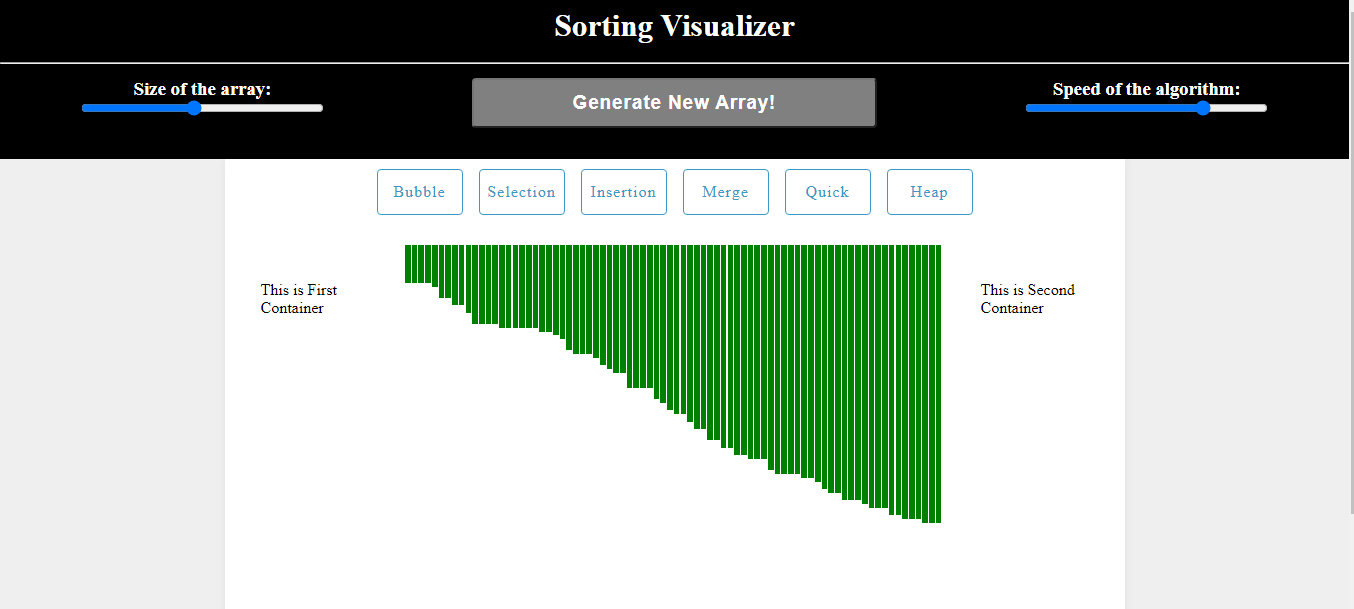 Sorting Visualizer
Size of the array:
Generate New Array!
Speed of the algorithm:
Bubble
Selection
Insertion
Merge
Quick
Heap
This is First
Container
This is Second
Container